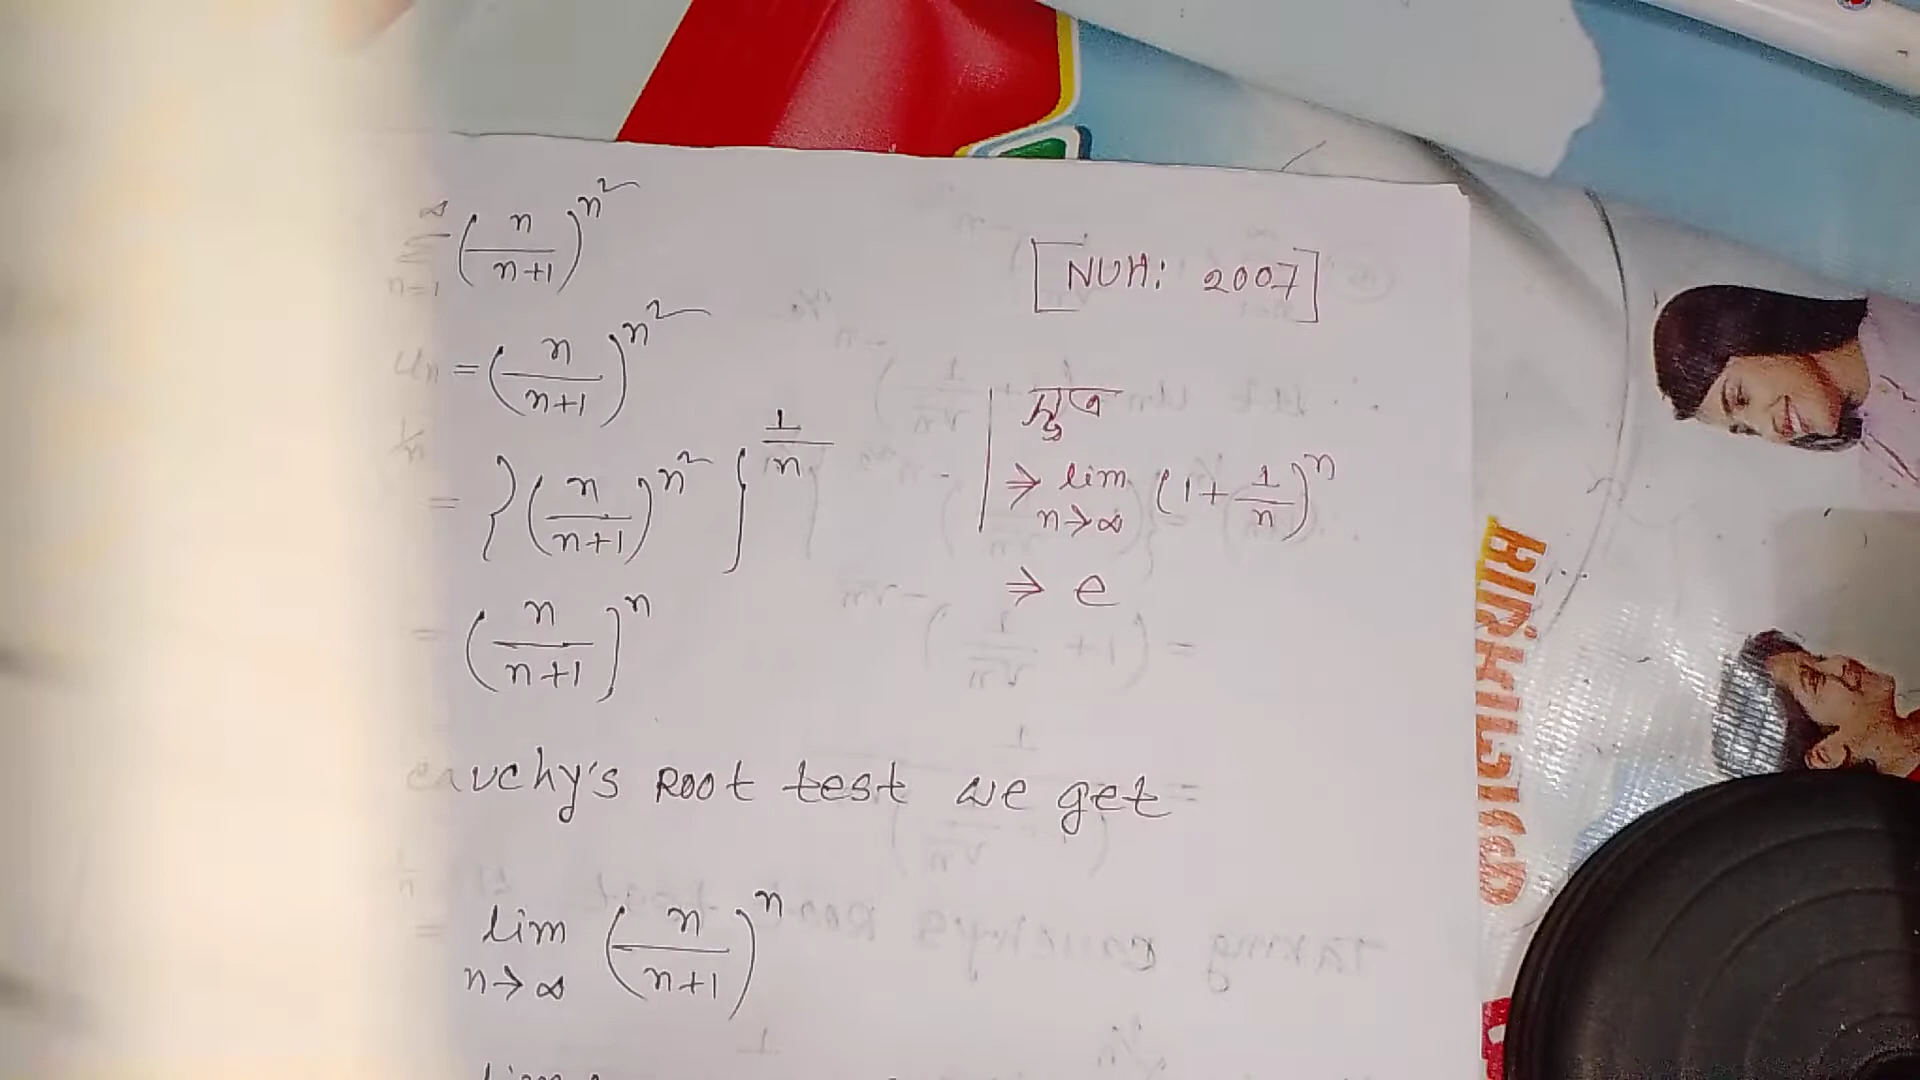 ∞
Σ (n/(n+1))^n² [NUH: 2007]
n=1
uₙ = (n/(n+1))^n²
সূত্র
= {(n/(n+1))^n²}^(1/n)
⇒ lim n→∞ (1+1/n)^n
⇒ e
= (n/(n+1))^n
cauchy's Root test we get
= lim n→∞ (n/(n+1))^n